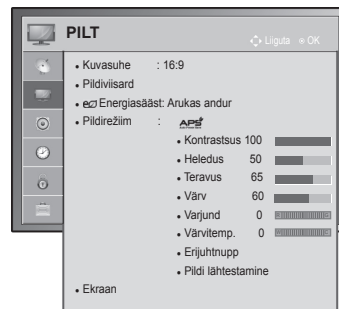 PILT
Liiguta OK
• Kuvasuhe : 16:9
• Pildiviisard
• Energiasääst: Arukas andur
• Pildirežiim : APS
• Kontrastsus 100
• Heledus 50
• Teravus 65
• Värv 60
• Varjund 0
• Värvitemp. 0
• Erijuhtnupp
• Pildi lähtestamine
• Ekraan